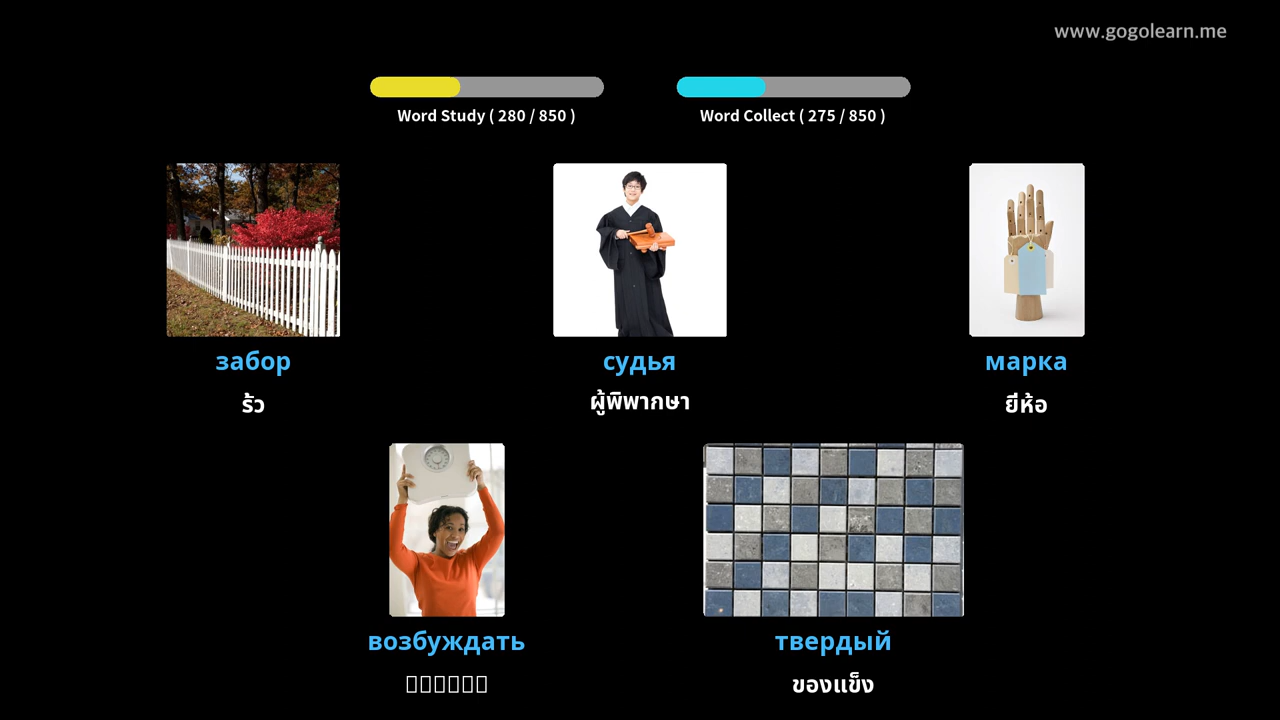 www.gogolearn.me
Word Study ( 280 / 850 )
Word Collect ( 275 / 850 )
забор
судья
марка
รั้ว
ผู้พิพากษา
ยี่ห้อ
возбуждать
твердый
ของแข็ง